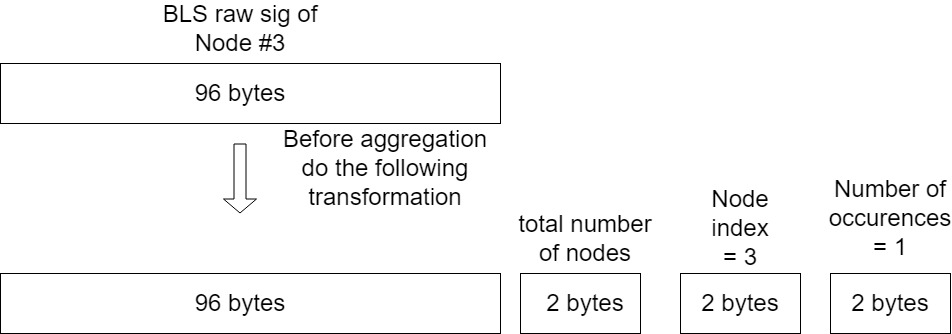 BLS raw sig of
Node #3
96 bytes
Before aggregation
do the following
transformation
total number
of nodes
Node
index
= 3
Number of
occurences
= 1
96 bytes
2 bytes
2 bytes
2 bytes